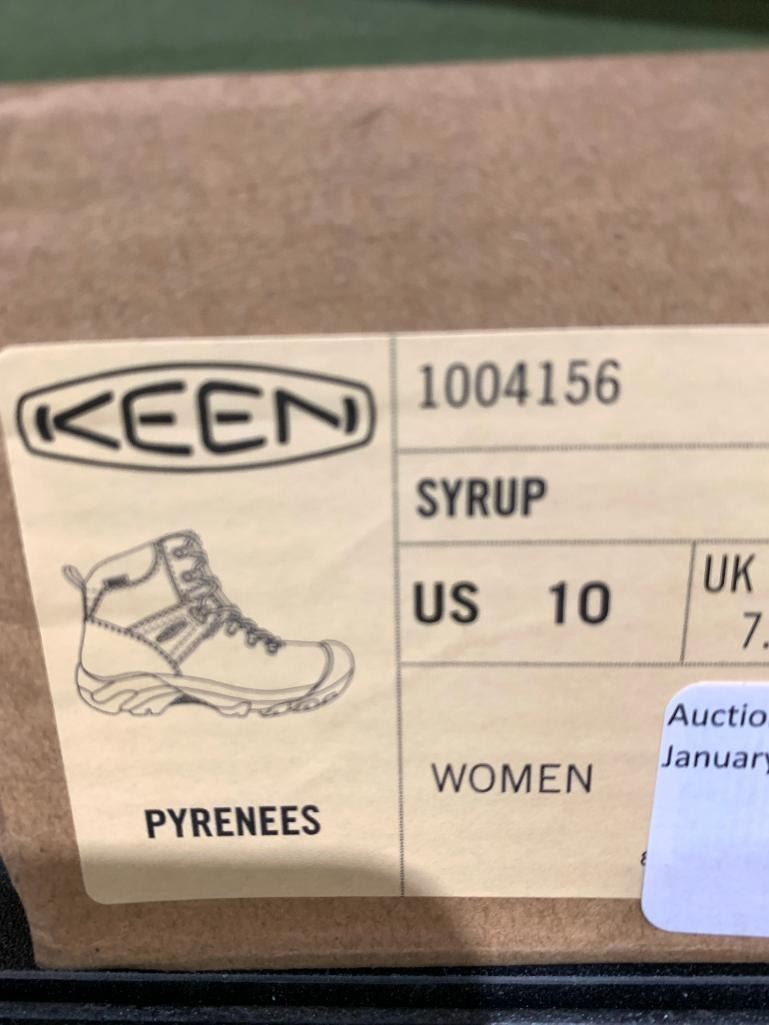 KEEN
PYRENEES
1004156
SYRUP
US 10
UK
7.
WOMEN
Auctio
January